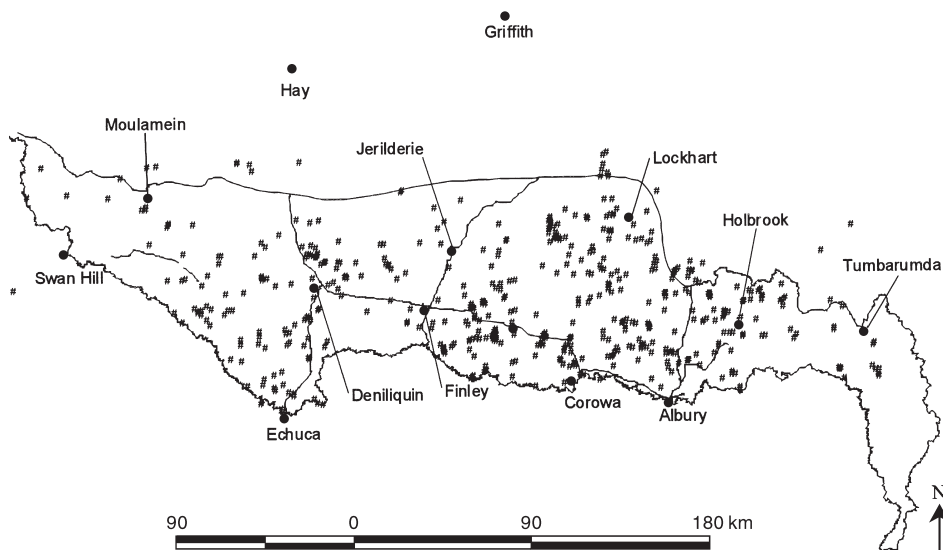 Griffith
Hay
Moulamein
Jerilderie
Lockhart
Holbrook
Tumbarumda
Swan Hill
Deniliquin
Finley
Corowa
Albury
Echuca
N
90 0 90 180 km